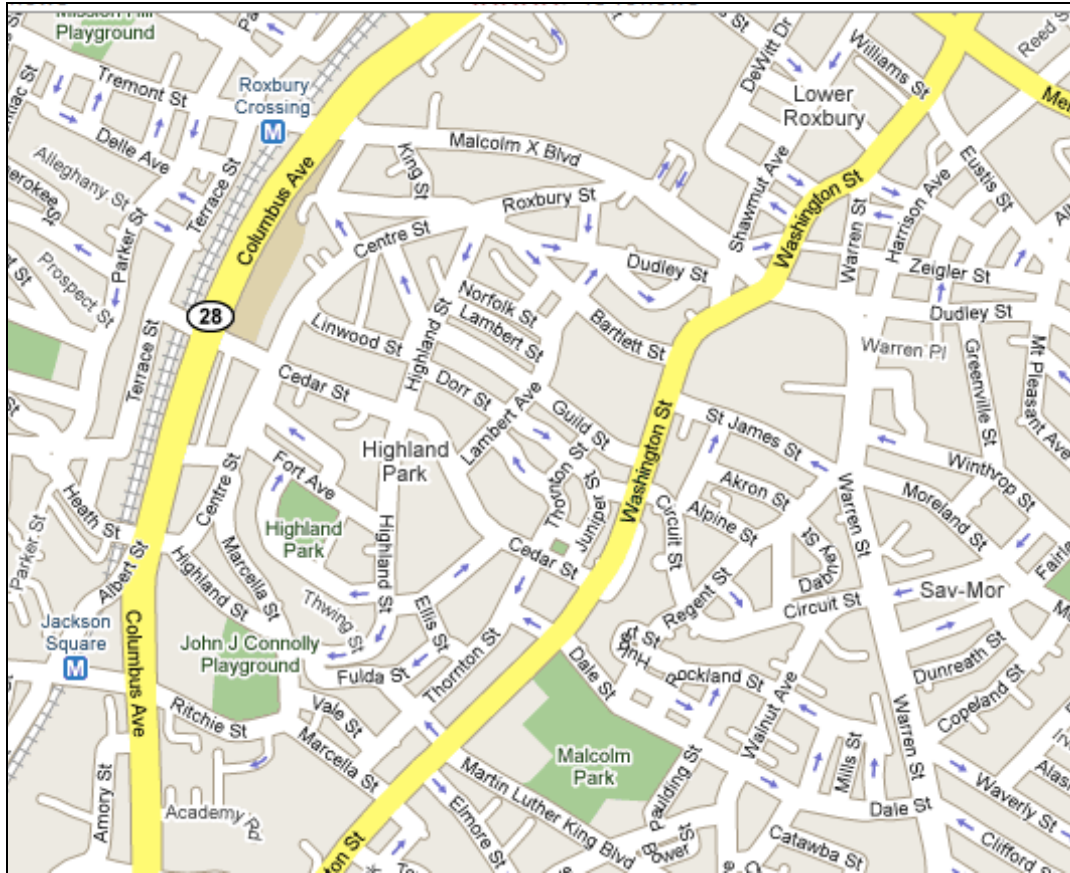 Mission Hill
Playground
Tremont St
Delle Ave
Alleghany St
Parker St
Terrace St
Prospect St
Roxbury
Crossing
M
Columbus Ave
28
Terrace St
Malcolm X Blvd
King St
Roxbury St
Centre St
Dudley St
DeWitt Dr
Williams St
Reed S
Lower
Roxbury
Shawmut Ave
Washington St
Warren St
Harrison Ave
Eustis St
Zeigler St
Dudley St
Warren Pl
Greenville St
Mt Pleasant Ave
Linwood St
Highland St
Norfolk St
Lambert St
Bartlett St
Cedar St
Dorr St
Lambert Ave
Guild St
Highland
Park
Thornton St
Juniper St
Washington St
St James St
Akron St
Alpine St
Circuit St
Winthrop St
Moreland St
Warren St
Dabney St
Regent St
Circuit St
Sav-Mor
Fairle
Heath St
Parker St
Centre St
Fort Ave
Highland
Park
Highland St
Marcella St
Highland St
Albert St
Cedar St
Thwing St
Ellis St
Jackson
Square
M
John J Connolly
Playground
Fulda St
Thornton St
Columbus Ave
Ritchie St
Vale St
Marcella St
Amory St
Academy Rd
Dale St
Rockland St
Walnut Ave
Dunreath St
Copeland St
Malcolm
Park
Paulding St
Mills St
Warren St
Martin Luther King Blvd
Elmore St
Bower St
Dale St
Catawba St
Waverly St
Clifford S
ton St